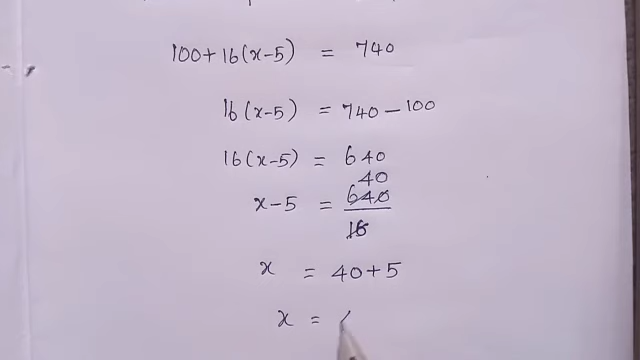 100+16(x-5) = 740
16(x-5) = 740-100
16(x-5) = 640
40
x-5 = 640/16
x = 40+5
x =